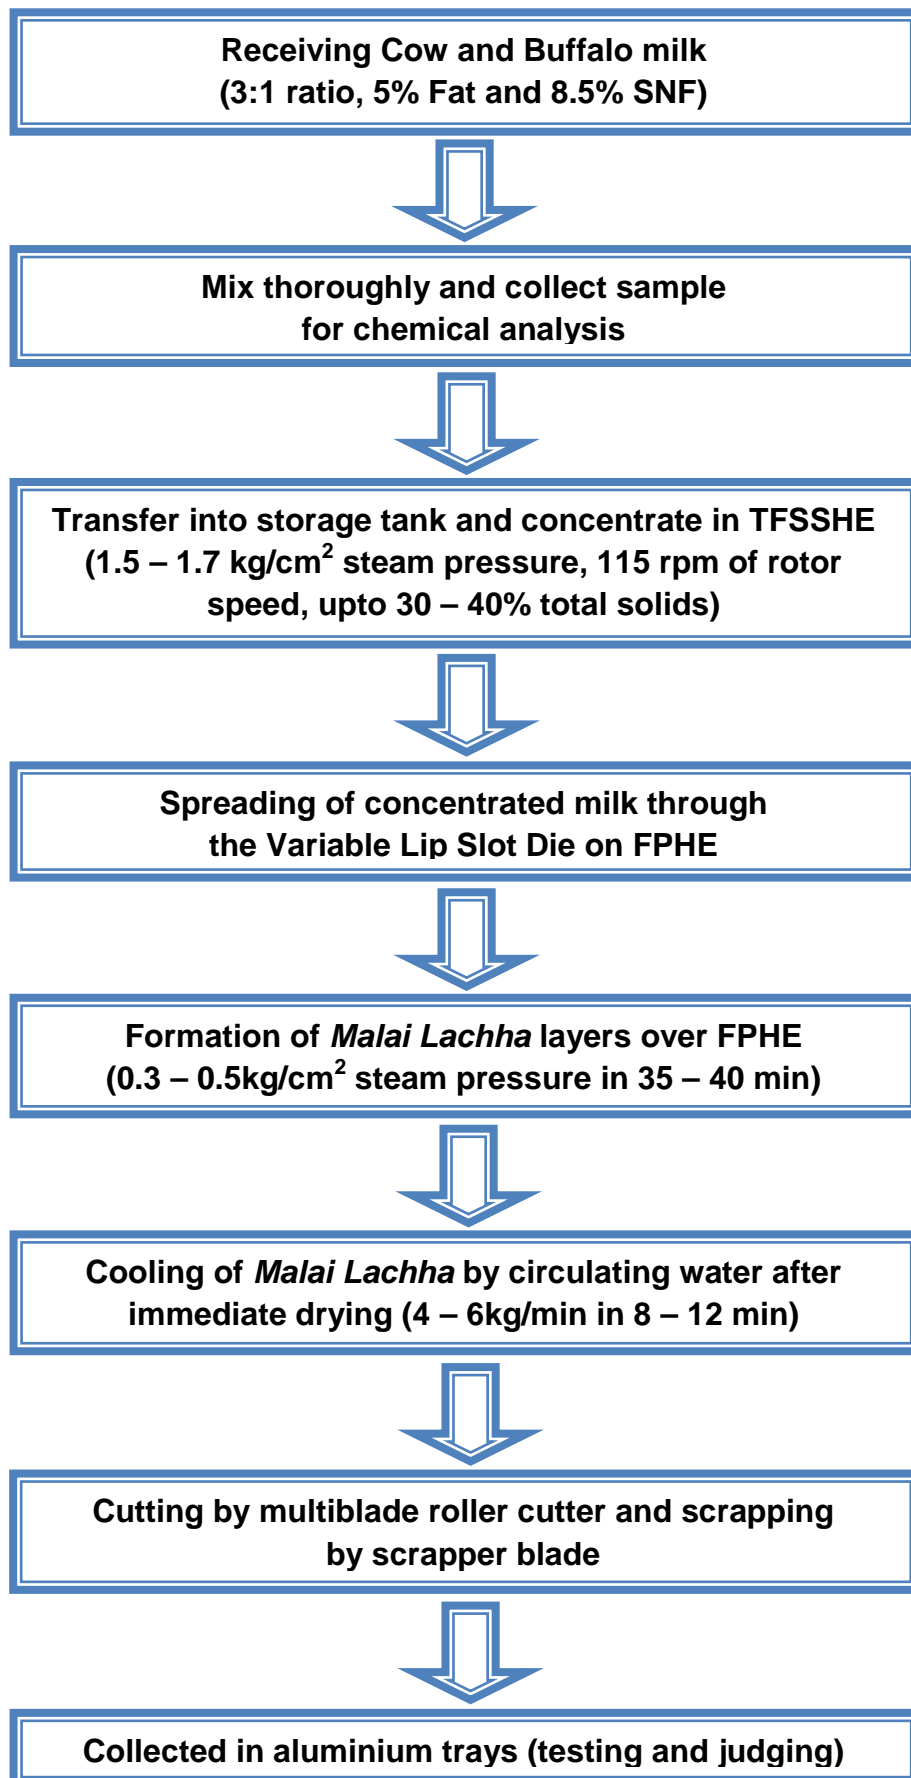 Receiving Cow and Buffalo milk
(3:1 ratio, 5% Fat and 8.5% SNF)
Mix thoroughly and collect sample
for chemical analysis
Transfer into storage tank and concentrate in TFSSHE
(1.5 – 1.7 kg/cm² steam pressure, 115 rpm of rotor
speed, upto 30 – 40% total solids)
Spreading of concentrated milk through
the Variable Lip Slot Die on FPHE
Formation of Malai Lachha layers over FPHE
(0.3 – 0.5kg/cm² steam pressure in 35 – 40 min)
Cooling of Malai Lachha by circulating water after
immediate drying (4 – 6kg/min in 8 – 12 min)
Cutting by multiblade roller cutter and scrapping
by scrapper blade
Collected in aluminium trays (testing and judging)